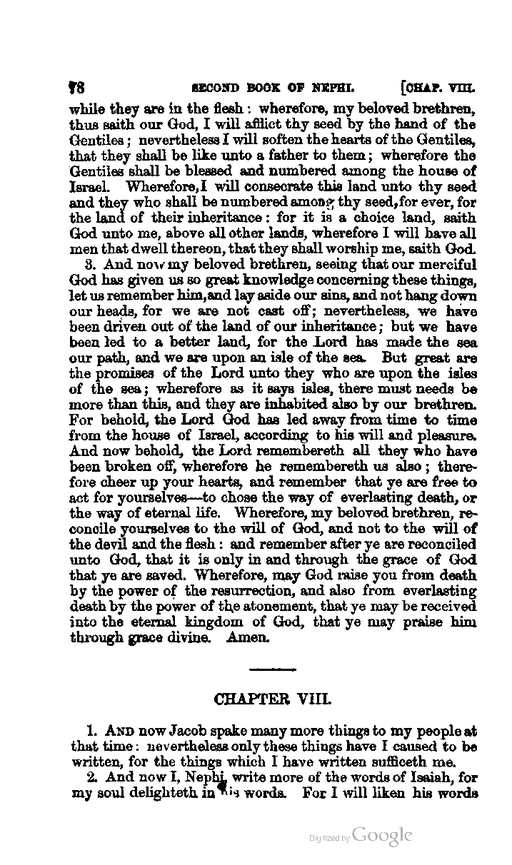 78 SECOND BOOK OF NEPHI. [CHAP. VIII.
while they are in the flesh: wherefore, my beloved brethren,
thus saith our God, I will afflict thy seed by the hand of the
Gentiles; nevertheless I will soften the hearts of the Gentiles,
that they shall be like unto a father to them; wherefore the
Gentiles shall be blessed and numbered among the house of
Israel. Wherefore, I will consecrate this land unto thy seed
and they who shall be numbered among thy seed, for ever, for
the land of their inheritance: for it is a choice land, saith
God unto me, above all other lands, wherefore I will have all
men that dwell thereon, that they shall worship me, saith God.
3. And now my beloved brethren, seeing that our merciful
God has given us so great knowledge concerning these things,
let us remember him, and lay aside our sins, and not hang down
our heads, for we are not cast off; nevertheless, we have
been driven out of the land of our inheritance; but we have
been led to a better land, for the Lord has made the sea
our path, and we are upon an isle of the sea. But great are
the promises of the Lord unto they who are upon the isles
of the sea; wherefore as it says isles, there must needs be
more than this, and they are inhabited also by our brethren.
For behold, the Lord God has led away from time to time
from the house of Israel, according to his will and pleasure.
And now behold, the Lord remembereth all they who have
been broken off, wherefore he remembereth us also; there-
fore cheer up your hearts, and remember that ye are free to
act for yourselves—to chose the way of everlasting death, or
the way of eternal life. Wherefore, my beloved brethren, re-
concile yourselves to the will of God, and not to the will of
the devil and the flesh: and remember after ye are reconciled
unto God, that it is only in and through the grace of God
that ye are saved. Wherefore, may God raise you from death
by the power of the resurrection, and also from everlasting
death by the power of the atonement, that ye may be received
into the eternal kingdom of God, that ye may praise him
through grace divine. Amen.
CHAPTER VIII.
1. AND now Jacob spake many more things to my people at
that time: nevertheless only these things have I caused to be
written, for the things which I have written sufficeth me.
2. And now I, Nephi, write more of the words of Isaiah, for
my soul delighteth in his words. For I will liken his words
Digitized by Google